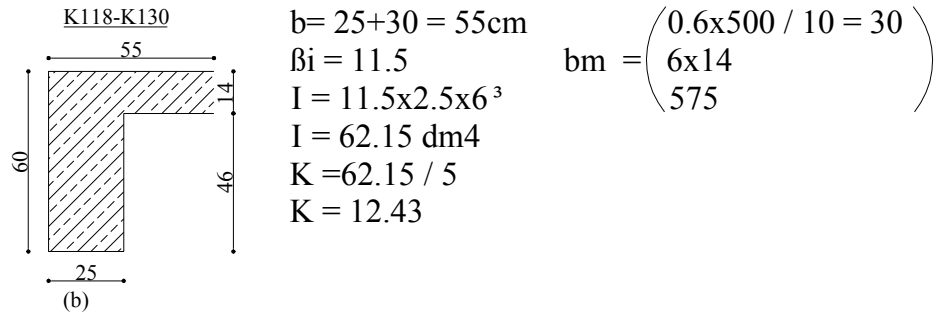 K118-K130
55
14
60
46
25
(b)
b= 25+30 = 55cm
ßi = 11.5
I = 11.5x2.5x6³
I = 62.15 dm4
K =62.15 / 5
K = 12.43
bm =
0.6x500 / 10 = 30
6x14
575